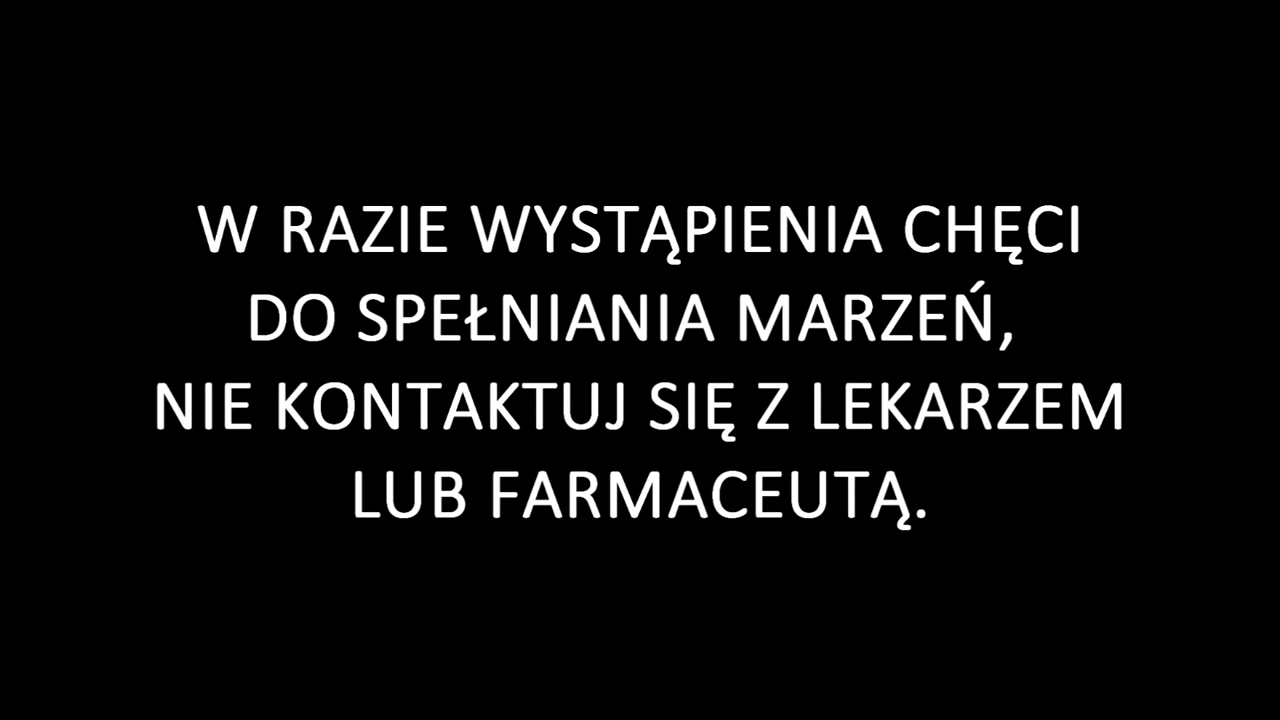 W RAZIE WYSTĄPIENIA CHĘCI
DO SPEŁNIANIA MARZEŃ,
NIE KONTAKTUJ SIĘ Z LEKARZEM
LUB FARMACEUTĄ.